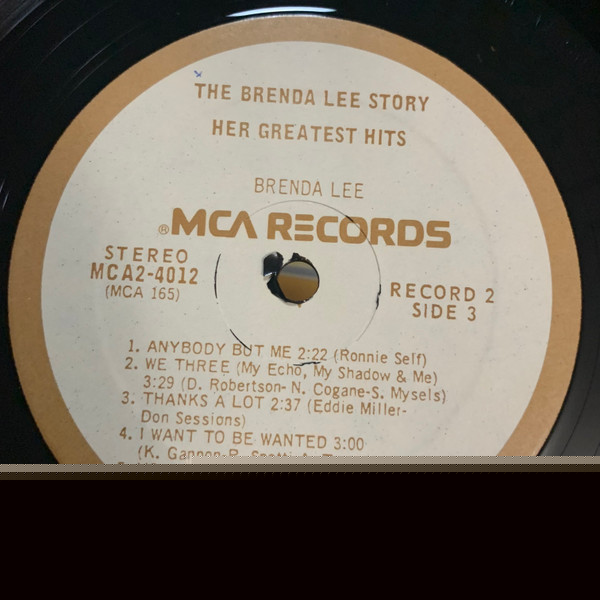 THE BRENDA LEE STORY
HER GREATEST HITS
BRENDA LEE
®MCA RECORDS
STEREO
MCA2-4012
(MCA 165)
RECORD 2
SIDE 3
1. ANYBODY BUT ME 2:22 (Ronnie Self)
2. WE THREE (My Echo, My Shadow & Me)
3:29 (D. Robertson- N. Cogane-S. Mysels)
3. THANKS A LOT 2:37 (Eddie Miller-
Don Sessions)
4. I WANT TO BE WANTED 3:00
(K. Gannon-